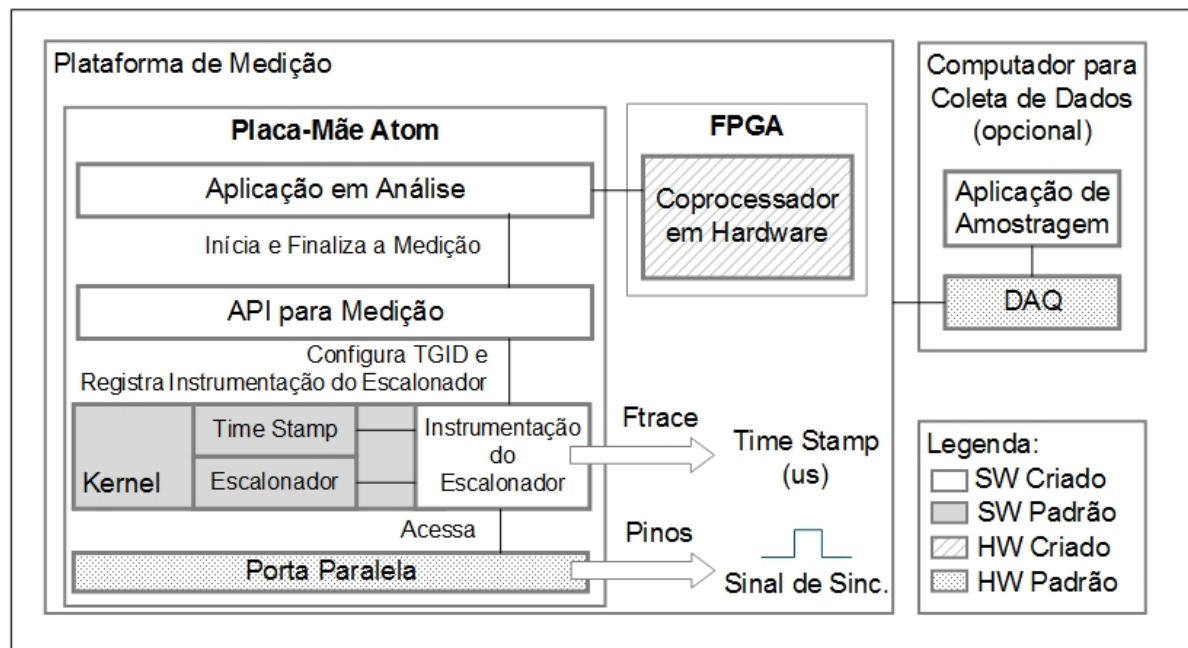 Plataforma de Medição
Placa-Mãe Atom
Aplicação em Análise
Início e Finaliza a Medição
API para Medição
Configura TGID e
Registra Instrumentação do Escalonador
Kernel
Time Stamp
Escalonador
Instrumentação
do
Escalonador
Acessa
Porta Paralela
FPGA
Coprocessador
em Hardware
Ftrace
Time Stamp
(us)
Pinos
Sinal de Sinc.
Computador para
Coleta de Dados
(opcional)
Aplicação de
Amostragem
DAQ
Legenda:
SW Criado
SW Padrão
HW Criado
HW Padrão